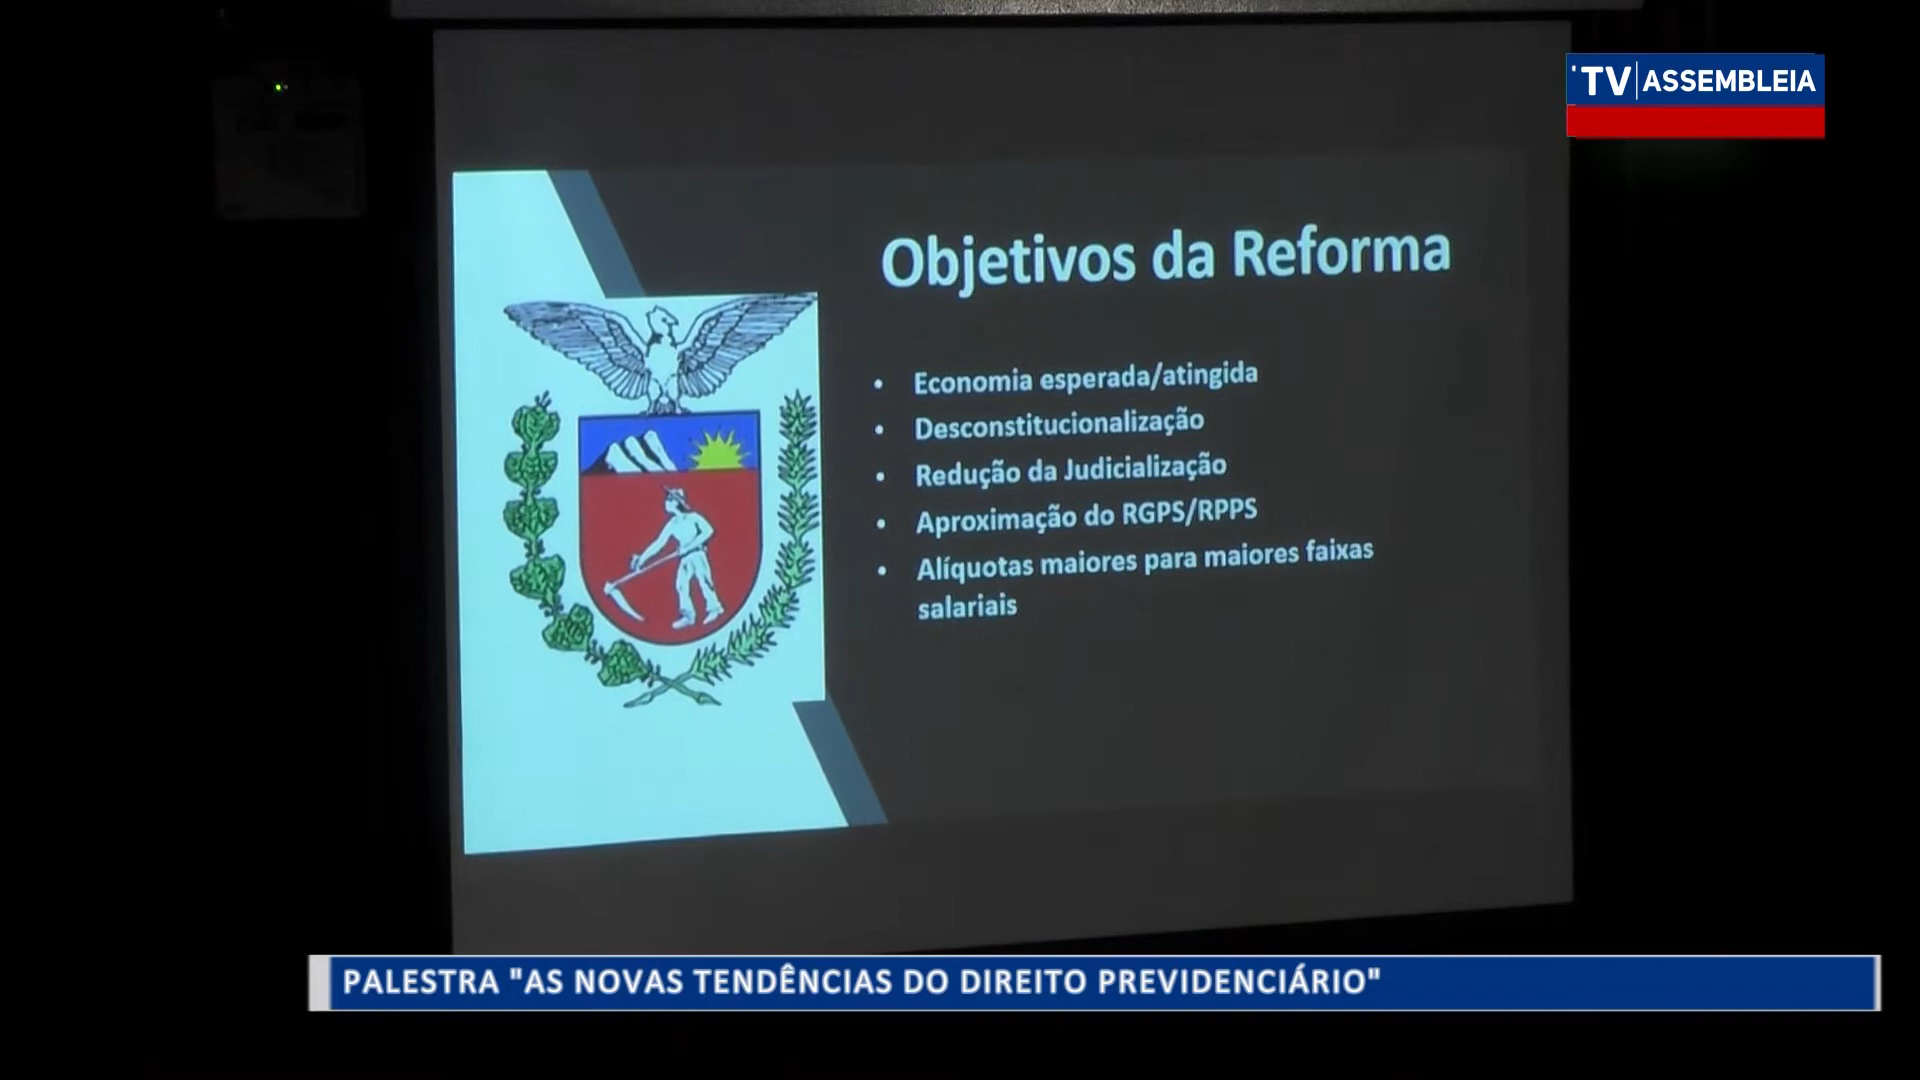 TV ASSEMBLEIA
Objetivos da Reforma
• Economia esperada/atingida
• Desconstitucionalização
• Redução da Judicialização
• Aproximação do RGPS/RPPS
• Alíquotas maiores para maiores faixas
salariais
PALESTRA "AS NOVAS TENDÊNCIAS DO DIREITO PREVIDENCIÁRIO"